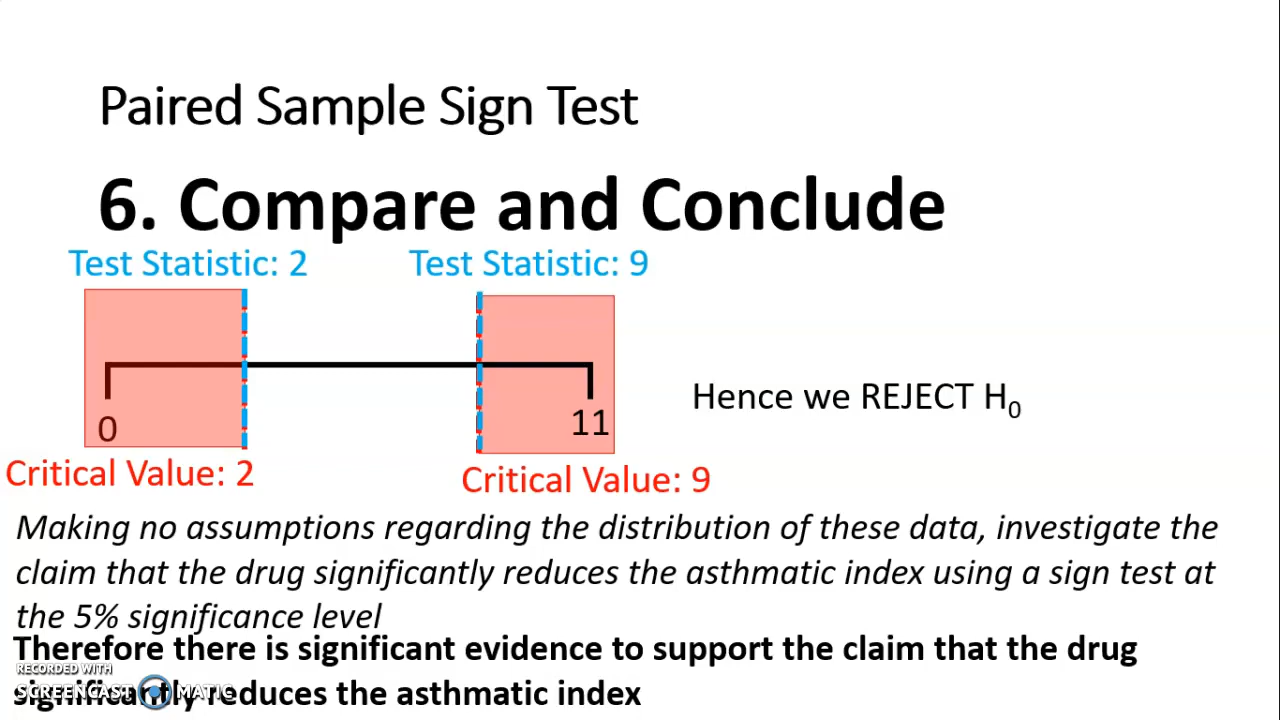 Paired Sample Sign Test
6. Compare and Conclude
Test Statistic: 2
Test Statistic: 9
0
11
Hence we REJECT H₀
Critical Value: 2
Critical Value: 9
Making no assumptions regarding the distribution of these data, investigate the
claim that the drug significantly reduces the asthmatic index using a sign test at
the 5% significance level
Therefore there is significant evidence to support the claim that the drug
significantly reduces the asthmatic index
RECORDED WITH
SCREENCAST MATIC